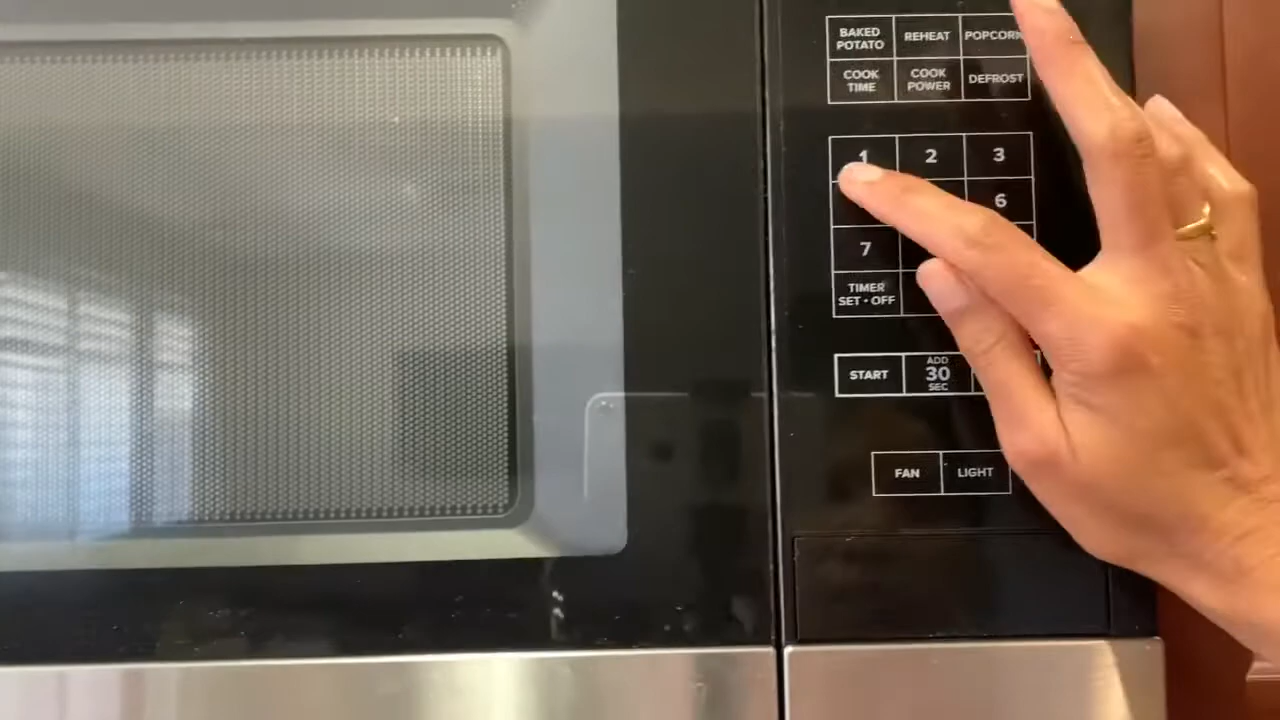 BAKED
POTATO
REHEAT
POPCORN
COOK
TIME
COOK
POWER
DEFROST
1
2
3
6
7
TIMER
SET • OFF
START
ADD
30
SEC
FAN
LIGHT